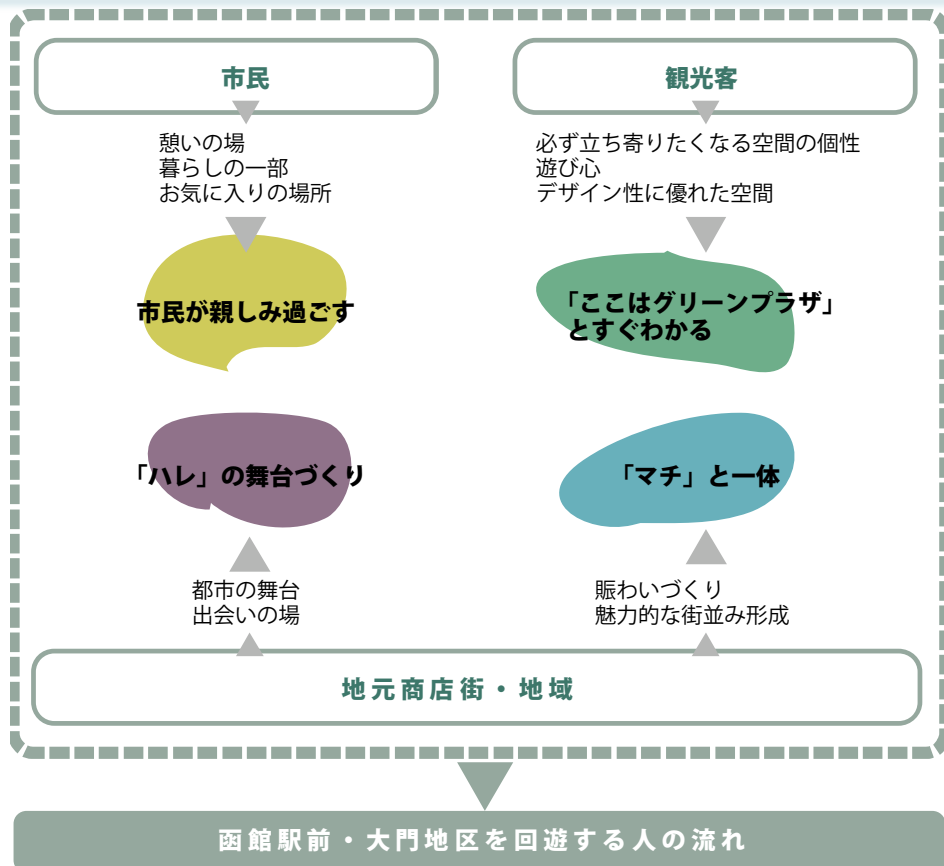 市民
憩いの場
暮らしの一部
お気に入りの場所
市民が親しみ過ごす
観光客
必ず立ち寄りたくなる空間の個性
遊び心
デザイン性に優れた空間
「ここはグリーンプラザ」
とすぐわかる
「ハレ」の舞台づくり
都市の舞台
出会いの場
「マチ」と一体
賑わいづくり
魅力的な街並み形成
地元商店街・地域
函館駅前・大門地区を回遊する人の流れ